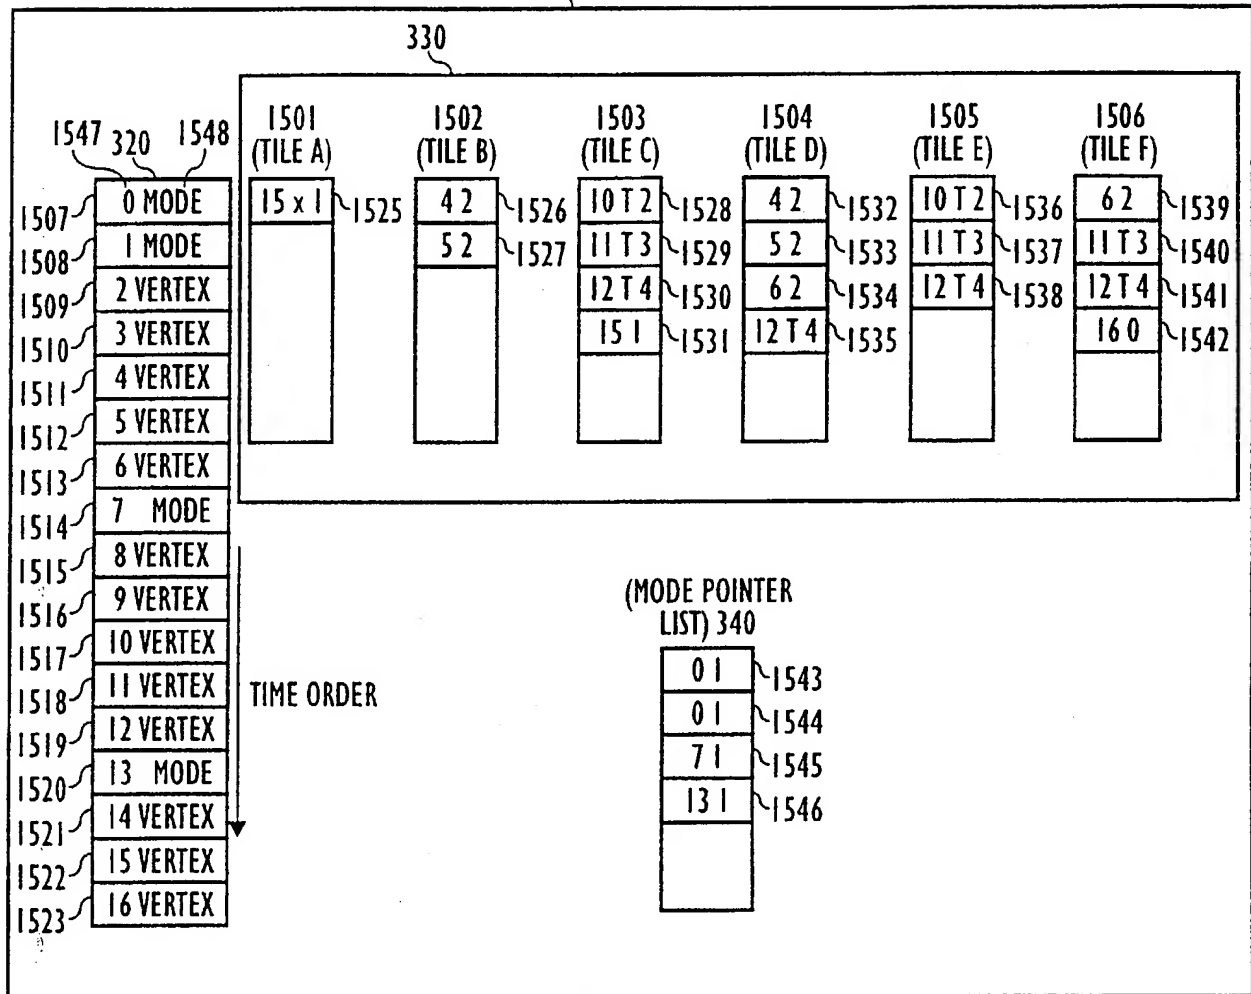 330
1501
(TILE A)
1502
(TILE B)
1503
(TILE C)
1504
(TILE D)
1505
(TILE E)
1506
(TILE F)
1547
320
1548
1507
0 MODE
1508
1 MODE
1509
2 VERTEX
1510
3 VERTEX
1511
4 VERTEX
1512
5 VERTEX
1513
6 VERTEX
1514
7 MODE
1515
8 VERTEX
1516
9 VERTEX
1517
10 VERTEX
1518
11 VERTEX
1519
12 VERTEX
1520
13 MODE
1521
14 VERTEX
1522
15 VERTEX
1523
16 VERTEX
15 x 1
1525
4 2
1526
5 2
1527
10 T 2
1528
11 T 3
1529
12 T 4
1530
15 1
1531
4 2
1532
5 2
1533
6 2
1534
12 T 4
1535
10 T 2
1536
11 T 3
1537
12 T 4
1538
6 2
1539
11 T 3
1540
12 T 4
1541
16 0
1542
TIME ORDER
(MODE POINTER
LIST) 340
0 1
1543
0 1
1544
7 1
1545
13 1
1546